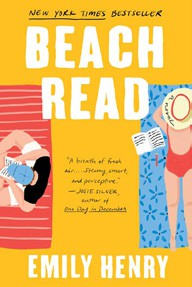 NEW YORK TIMES BESTSELLER
BEACH
READ
"A breath of fresh
air.... Steamy, smart,
and perceptive."
—JOSIE SILVER,
author of
One Day in December
EMILY HENRY